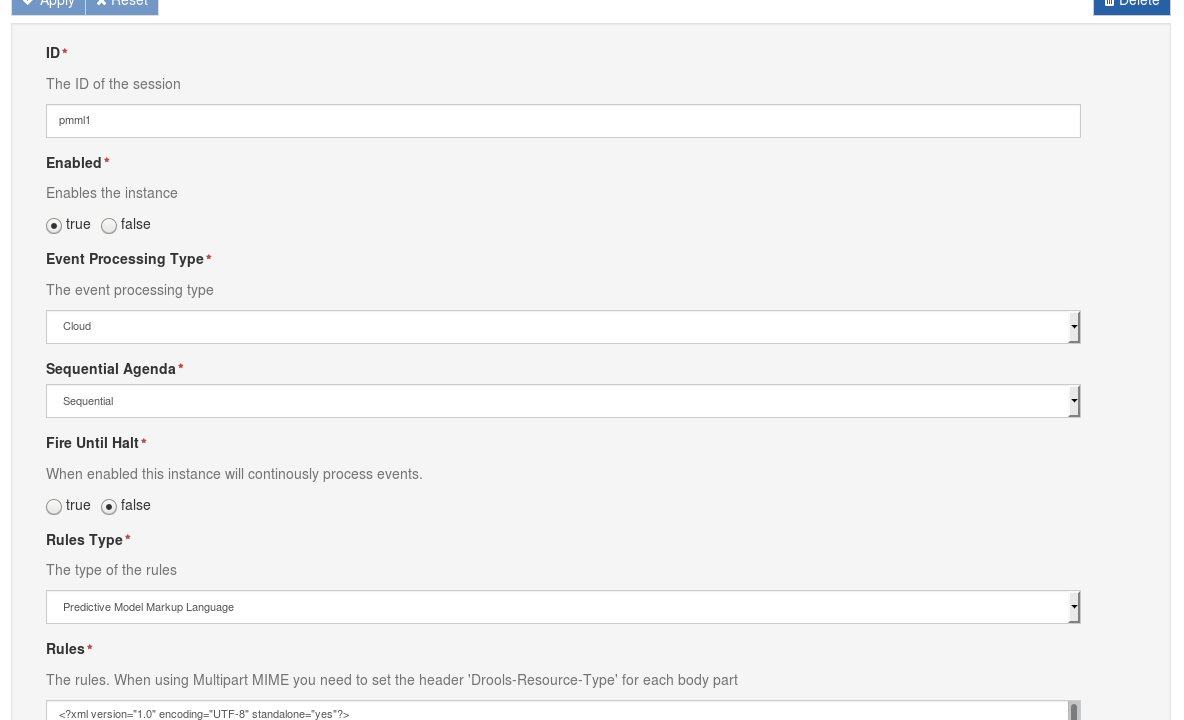 Apply Reset Delete
ID*
The ID of the session
pmml1
Enabled*
Enables the instance
true false
Event Processing Type*
The event processing type
Cloud
Sequential Agenda*
Sequential
Fire Until Halt*
When enabled this instance will continously process events.
true false
Rules Type*
The type of the rules
Predictive Model Markup Language
Rules*
The rules. When using Multipart MIME you need to set the header 'Drools-Resource-Type' for each body part
<?xml version="1.0" encoding="UTF-8" standalone="yes"?>